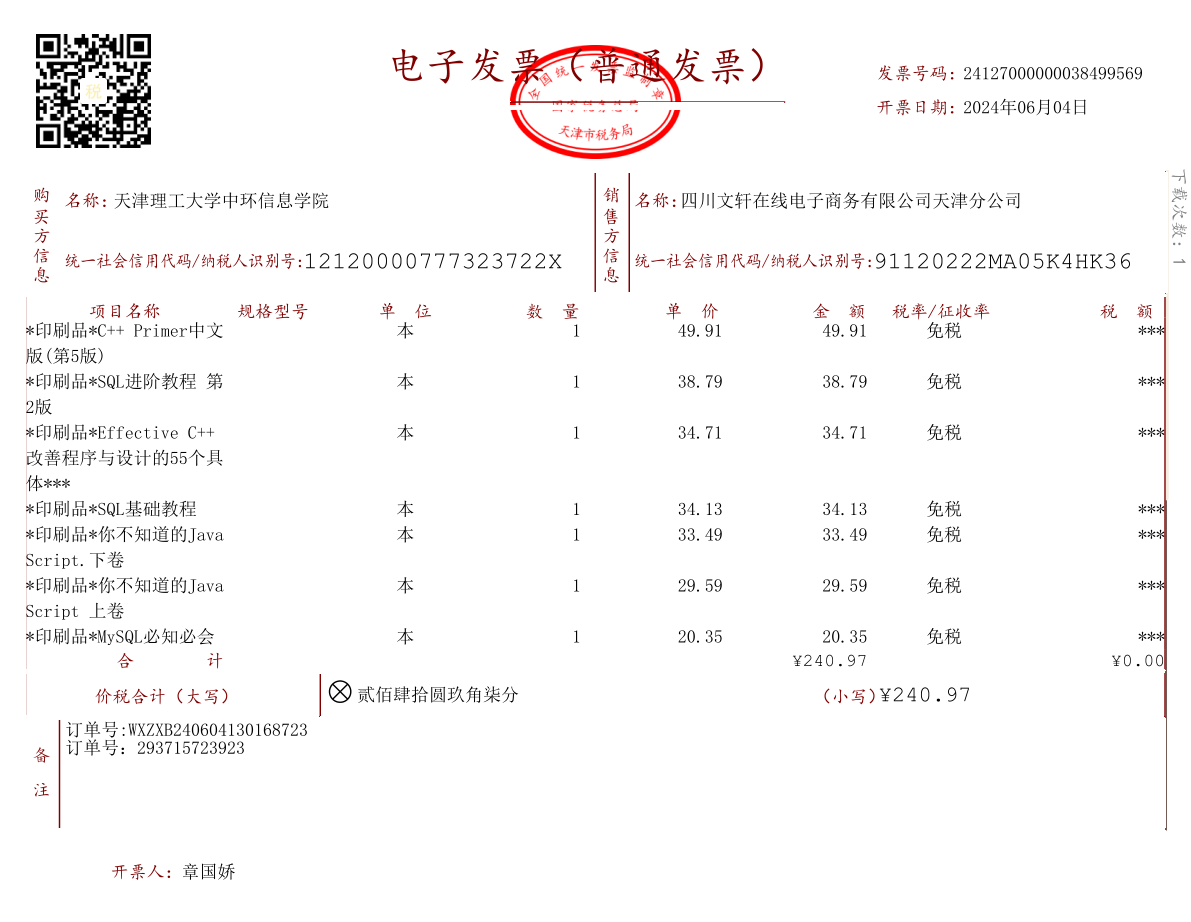 电子发票（普通发票）
全国统一发票监制章
国家税务总局
天津市税务局
发票号码：24127000000038499569
开票日期：2024年06月04日
购买方信息
名称：天津理工大学中环信息学院
统一社会信用代码/纳税人识别号:12120000777323722X
销售方信息
名称:四川文轩在线电子商务有限公司天津分公司
统一社会信用代码/纳税人识别号:91120222MA05K4HK36
下载次数：1
项目名称 规格型号 单 位 数 量 单 价 金 额 税率/征收率 税 额
*印刷品*C++ Primer中文 本 1 49.91 49.91 免税 ***
版(第5版)
*印刷品*SQL进阶教程 第 本 1 38.79 38.79 免税 ***
2版
*印刷品*Effective C++ 本 1 34.71 34.71 免税 ***
改善程序与设计的55个具
体***
*印刷品*SQL基础教程 本 1 34.13 34.13 免税 ***
*印刷品*你不知道的Java 本 1 33.49 33.49 免税 ***
Script.下卷
*印刷品*你不知道的Java 本 1 29.59 29.59 免税 ***
Script 上卷
*印刷品*MySQL必知必会 本 1 20.35 20.35 免税 ***
合 计 ¥240.97 ¥0.00
价税合计（大写） ⊗ 贰佰肆拾圆玖角柒分 （小写）¥240.97
备注
订单号:WXZXB240604130168723
订单号：293715723923
开票人：章国娇
税